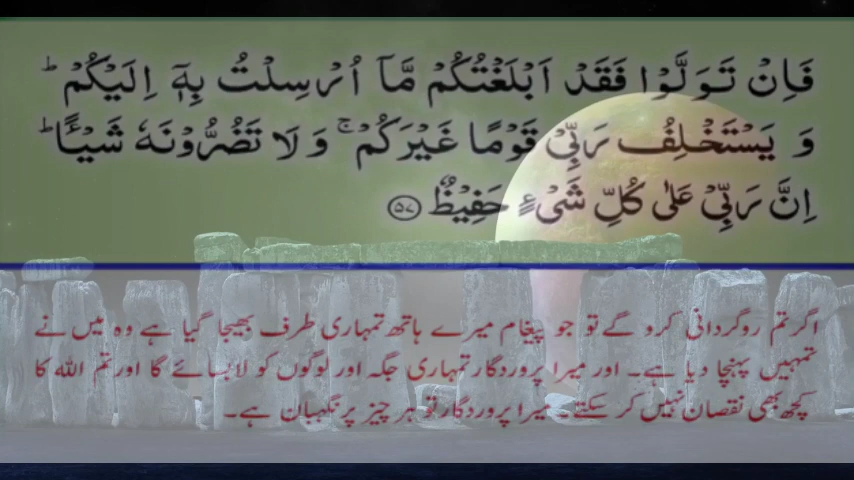 فَاِنْ تَوَلَّوْا فَقَدْ اَبْلَغْتُكُمْ مَّاۤ اُرْسِلْتُ بِهٖۤ اِلَیْكُمْ ؕ
وَ یَسْتَخْلِفُ رَبِّیْ قَوْمًا غَیْرَكُمْ ۚ وَ لَا تَضُرُّوْنَهٗ شَیْـًٔا ؕ
اِنَّ رَبِّیْ عَلٰی كُلِّ شَیْءٍ حَفِیْظٌ ﴿۵۷﴾
اگر تم روگردانی کرو گے تو جو پیغام میرے ہاتھ تمہاری طرف بھیجا گیا ہے وہ میں نے
تمہیں پہنچا دیا ہے۔ اور میرا پروردگار تمہاری جگہ اور لوگوں کو لا بسائے گا اور تم الله کا
کچھ بھی نقصان نہیں کر سکتے۔ میرا پروردگار تو ہر چیز پر نگہبان ہے۔